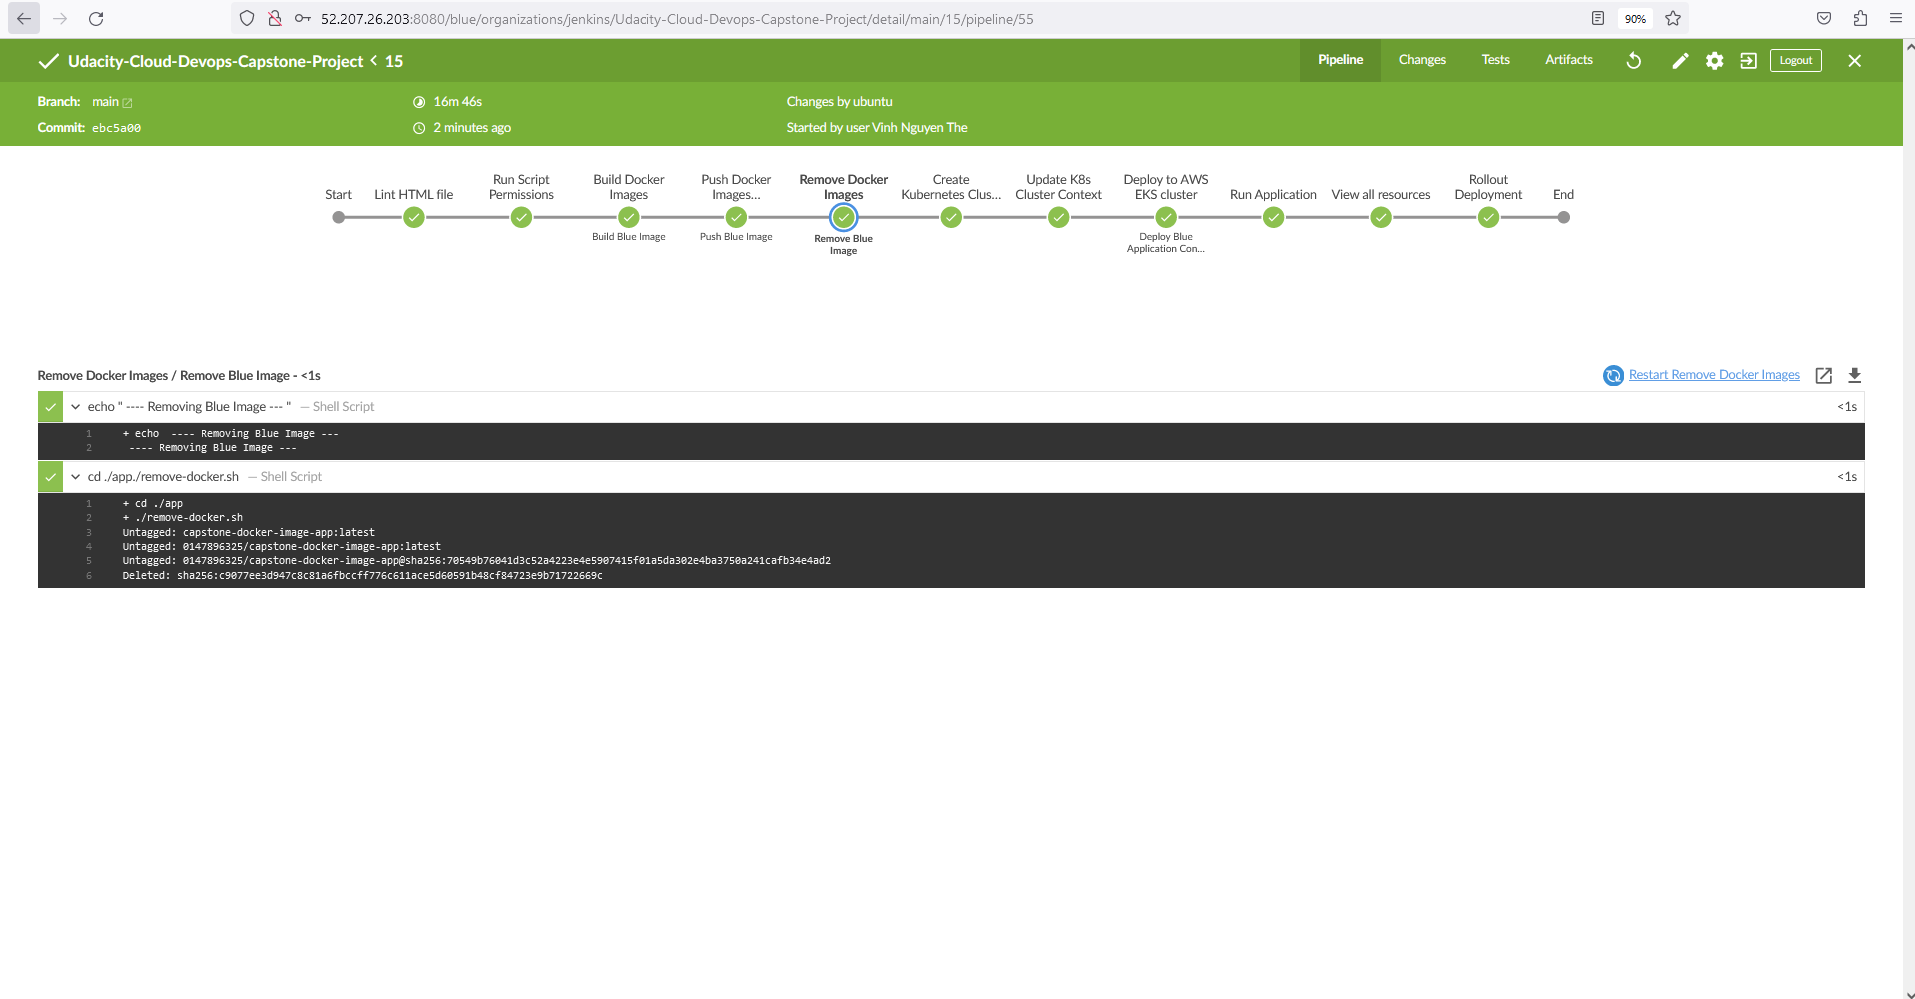 52.207.26.203:8080/blue/organizations/jenkins/Udacity-Cloud-Devops-Capstone-Project/detail/main/15/pipeline/55
90%
Udacity-Cloud-Devops-Capstone-Project < 15
Pipeline
Changes
Tests
Artifacts
Logout
Branch: main
16m 46s
Changes by ubuntu
Commit: ebc5a00
2 minutes ago
Started by user Vinh Nguyen The
Start
Lint HTML file
Run Script
Permissions
Build Docker
Images
Build Blue Image
Push Docker
Images...
Push Blue Image
Remove Docker
Images
Remove Blue
Image
Create
Kubernetes Clus...
Update K8s
Cluster Context
Deploy to AWS
EKS cluster
Deploy Blue
Application Con...
Run Application
View all resources
Rollout
Deployment
End
Remove Docker Images / Remove Blue Image - <1s
Restart Remove Docker Images
echo " ---- Removing Blue Image --- " — Shell Script
<1s
1 + echo  ---- Removing Blue Image ---
2  ---- Removing Blue Image ---
cd ./app./remove-docker.sh — Shell Script
<1s
1 + cd ./app
2 + ./remove-docker.sh
3 Untagged: capstone-docker-image-app:latest
4 Untagged: 0147896325/capstone-docker-image-app:latest
5 Untagged: 0147896325/capstone-docker-image-app@sha256:70549b76041d3c52a4223e4e5907415f01a5da302e4ba3750a241cafb34e4ad2
6 Deleted: sha256:c9077ee3d947c8c81a6fbccff776c611ace5d60591b48cf84723e9b71722669c